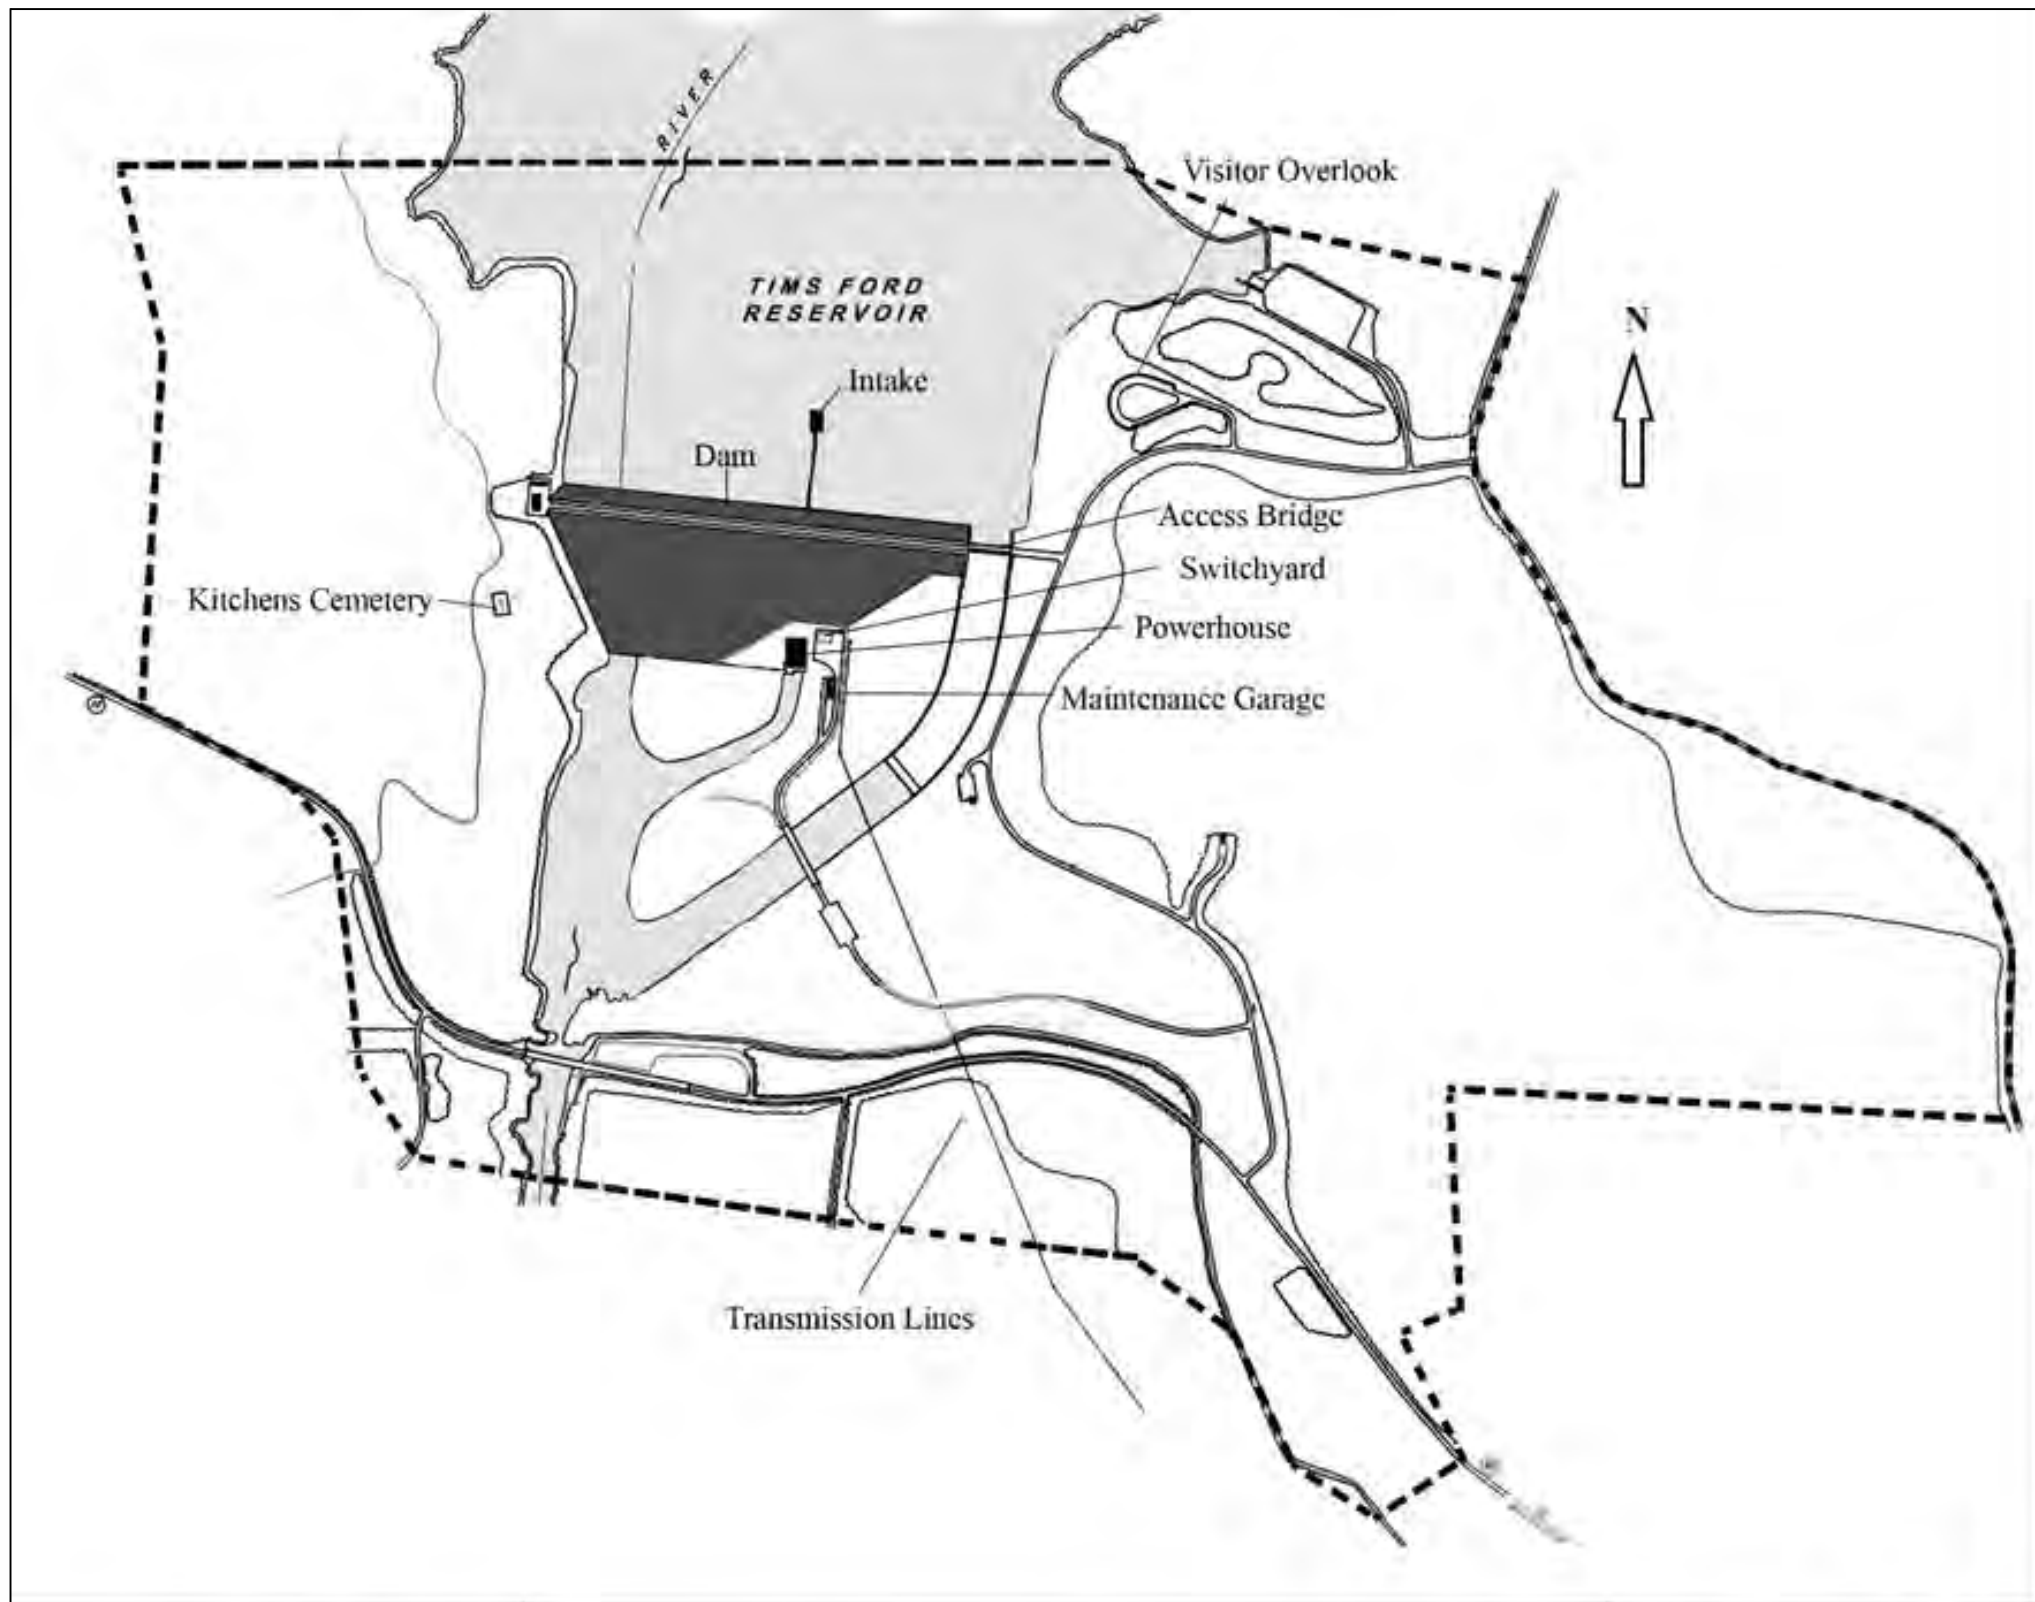 RIVER
Visitor Overlook
TIMS FORD
RESERVOIR
N
Intake
Dam
Access Bridge
Switchyard
Kitchens Cemetery
Powerhouse
Maintenance Garage
Transmission Lines